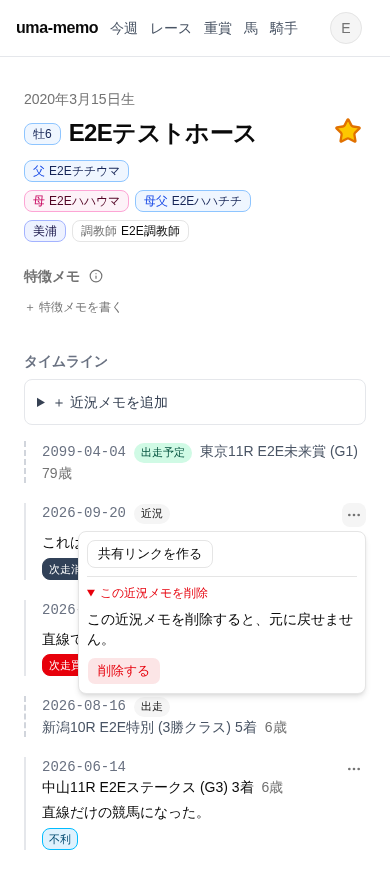 uma-memo 今週 レース 重賞 馬 騎手 E
2020年3月15日生
牡6 E2Eテストホース
父 E2Eチチウマ
母 E2Eハハウマ 母父 E2Eハハチチ
美浦 調教師 E2E調教師
特徴メモ
＋ 特徴メモを書く
タイムライン
▶ ＋ 近況メモを追加
2099-04-04 出走予定 東京11R E2E未来賞 (G1)
79歳
2026-09-20 近況 …
これは
次走消
共有リンクを作る
▼ この近況メモを削除
この近況メモを削除すると、元に戻せませ
ん。
削除する
2026-
直線で
次走買
2026-08-16 出走
新潟10R E2E特別 (3勝クラス) 5着 6歳
2026-06-14 …
中山11R E2Eステークス (G3) 3着 6歳
直線だけの競馬になった。
不利